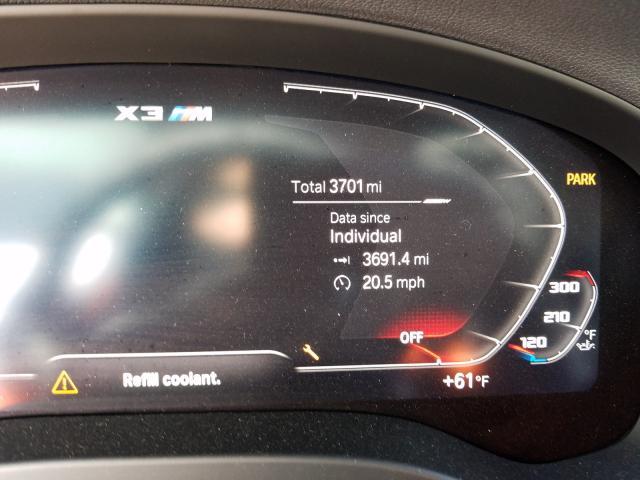 X3 M
Total 3701 mi
PARK
Data since
Individual
3691.4 mi
20.5 mph
300
210
°F
120
OFF
Refill coolant.
+61°F